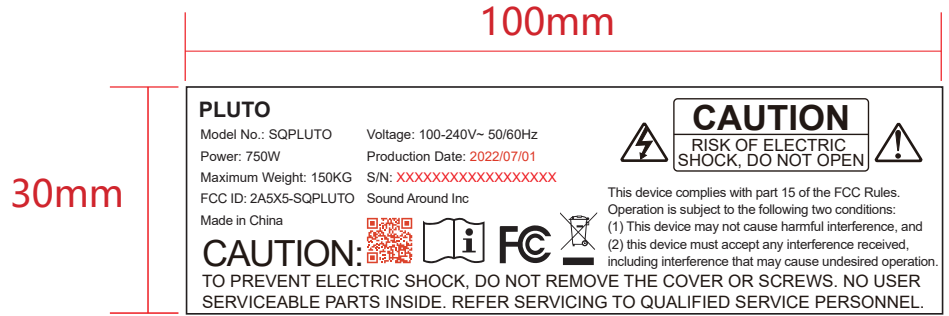 100mm
30mm
PLUTO
Model No.: SQPLUTO
Voltage: 100-240V~ 50/60Hz
Power: 750W
Production Date: 2022/07/01
Maximum Weight: 150KG
S/N: XXXXXXXXXXXXXXXXXX
FCC ID: 2A5X5-SQPLUTO
Sound Around Inc
Made in China
CAUTION
RISK OF ELECTRIC
SHOCK, DO NOT OPEN
This device complies with part 15 of the FCC Rules.
Operation is subject to the following two conditions:
(1) This device may not cause harmful interference, and
(2) this device must accept any interference received,
including interference that may cause undesired operation.
CAUTION:
i
FC
TO PREVENT ELECTRIC SHOCK, DO NOT REMOVE THE COVER OR SCREWS. NO USER
SERVICEABLE PARTS INSIDE. REFER SERVICING TO QUALIFIED SERVICE PERSONNEL.